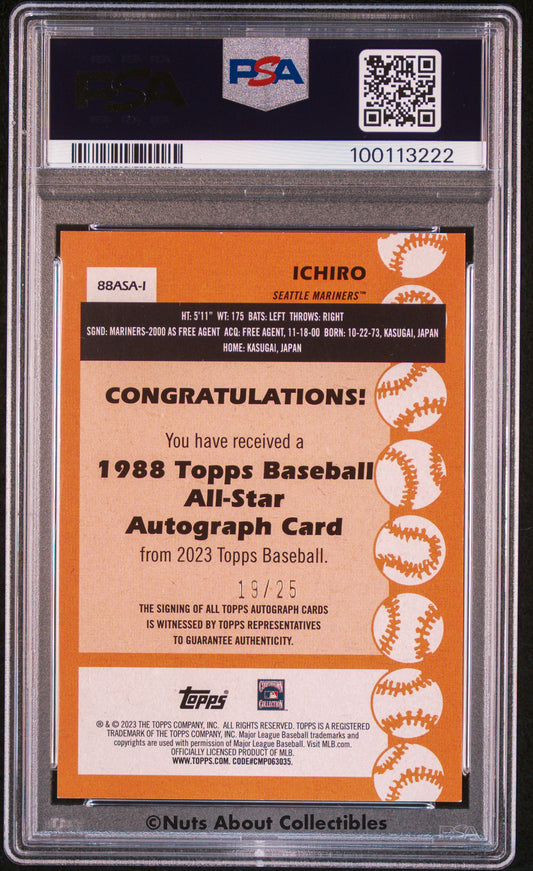 PSA
PSA
100113222
88ASA-I
ICHIRO
SEATTLE MARINERS™
HT: 5'11" WT: 175 BATS: LEFT THROWS: RIGHT
SGND: MARINERS-2000 AS FREE AGENT ACQ: FREE AGENT, 11-18-00 BORN: 10-22-73, KASUGAI, JAPAN
HOME: KASUGAI, JAPAN
CONGRATULATIONS!
You have received a
1988 Topps Baseball
All-Star
Autograph Card
from 2023 Topps Baseball.
19/25
THE SIGNING OF ALL TOPPS AUTOGRAPH CARDS
IS WITNESSED BY TOPPS REPRESENTATIVES
TO GUARANTEE AUTHENTICITY.
topps
COOPERSTOWN
COLLECTION
® & © 2023 THE TOPPS COMPANY, INC. ALL RIGHTS RESERVED. TOPPS IS A REGISTERED
TRADEMARK OF THE TOPPS COMPANY, INC. Major League Baseball trademarks and
copyrights are used with permission of Major League Baseball. Visit MLB.com.
OFFICIALLY LICENSED PRODUCT OF MLB.
WWW.TOPPS.COM. CODE#CMP063035.
©Nuts About Collectibles
PSA